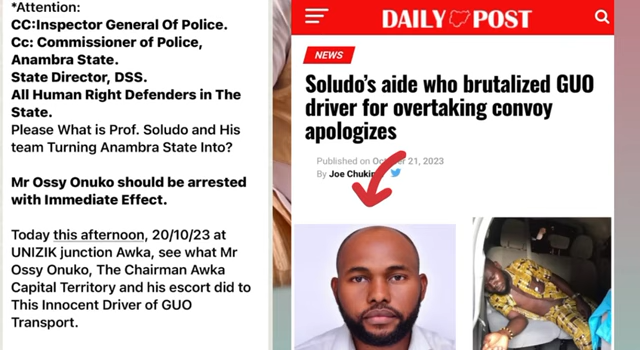 *Attention:
CC:Inspector General Of Police.
Cc: Commissioner of Police,
Anambra State.
State Director, DSS.
All Human Right Defenders in The
State.
Please What is Prof. Soludo and His
team Turning Anambra State Into?
Mr Ossy Onuko should be arrested
with Immediate Effect.
Today this afternoon, 20/10/23 at
UNIZIK junction Awka, see what Mr
Ossy Onuko, The Chairman Awka
Capital Territory and his escort did to
This Innocent Driver of GUO
Transport.
DAILY POST
NEWS
Soludo's aide who brutalized GUO
driver for overtaking convoy
apologizes
Published on 21, 2023
By Joe